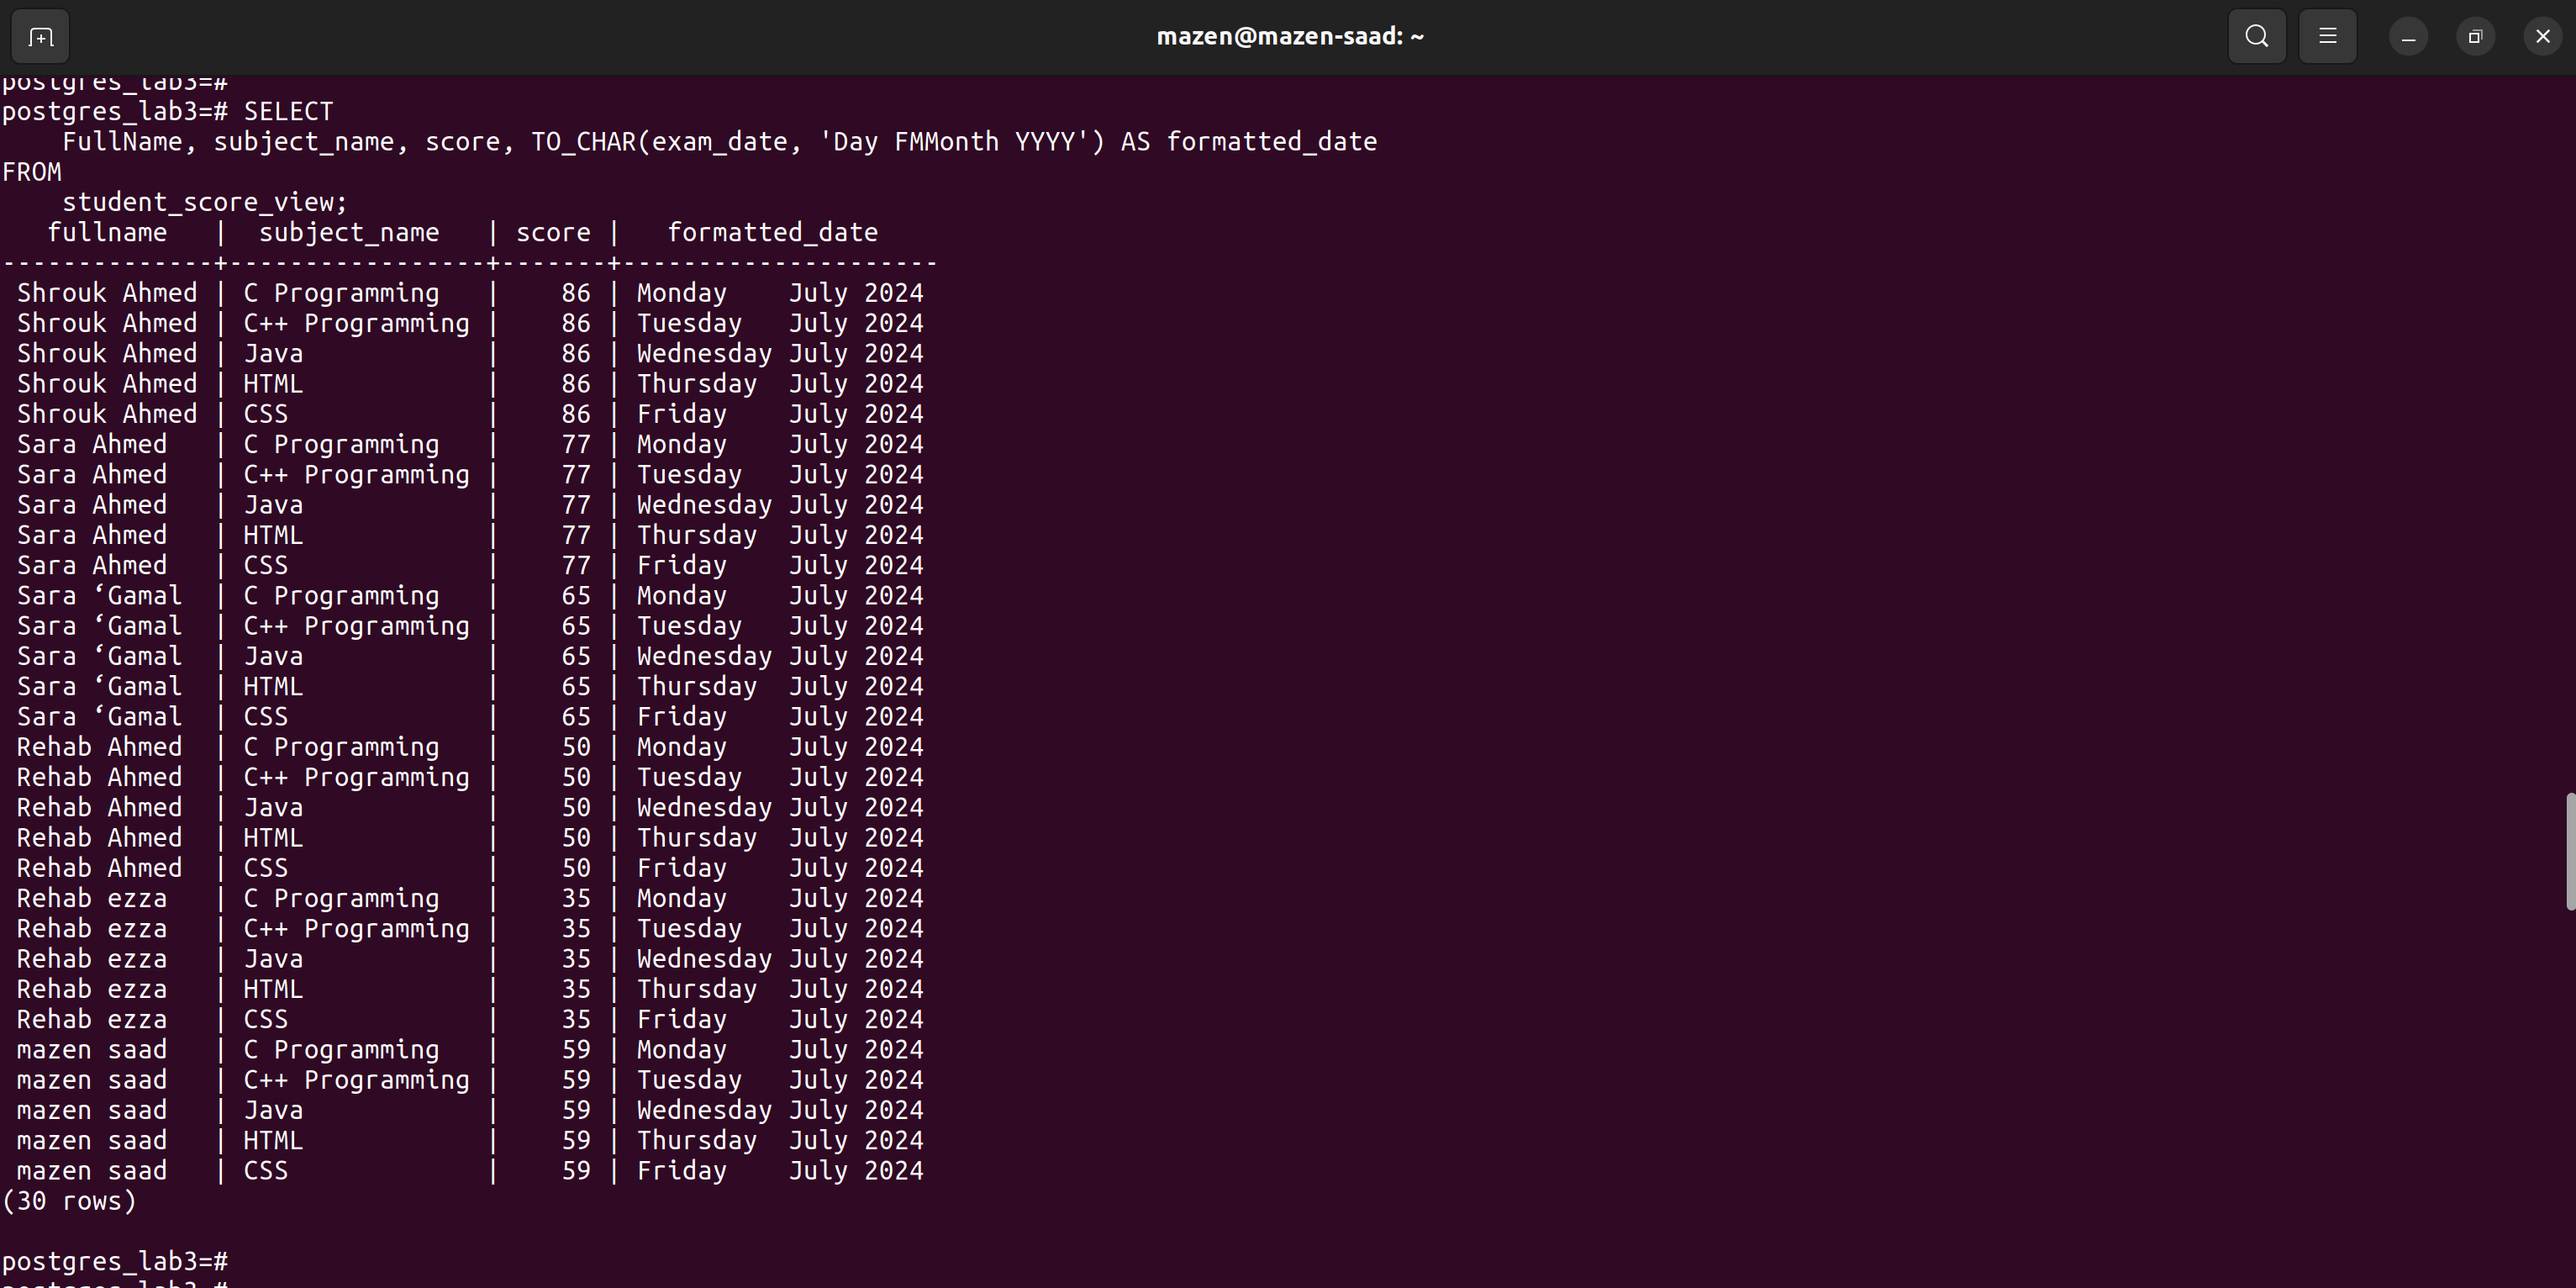 mazen@mazen-saad: ~
postgres_lab3=#
postgres_lab3=# SELECT
    FullName, subject_name, score, TO_CHAR(exam_date, 'Day FMMonth YYYY') AS formatted_date
FROM
    student_score_view;
   fullname   |  subject_name   | score |   formatted_date
--------------+-----------------+-------+---------------------
 Shrouk Ahmed | C Programming   |    86 | Monday    July 2024
 Shrouk Ahmed | C++ Programming |    86 | Tuesday   July 2024
 Shrouk Ahmed | Java            |    86 | Wednesday July 2024
 Shrouk Ahmed | HTML            |    86 | Thursday  July 2024
 Shrouk Ahmed | CSS             |    86 | Friday    July 2024
 Sara Ahmed   | C Programming   |    77 | Monday    July 2024
 Sara Ahmed   | C++ Programming |    77 | Tuesday   July 2024
 Sara Ahmed   | Java            |    77 | Wednesday July 2024
 Sara Ahmed   | HTML            |    77 | Thursday  July 2024
 Sara Ahmed   | CSS             |    77 | Friday    July 2024
 Sara ‘Gamal  | C Programming   |    65 | Monday    July 2024
 Sara ‘Gamal  | C++ Programming |    65 | Tuesday   July 2024
 Sara ‘Gamal  | Java            |    65 | Wednesday July 2024
 Sara ‘Gamal  | HTML            |    65 | Thursday  July 2024
 Sara ‘Gamal  | CSS             |    65 | Friday    July 2024
 Rehab Ahmed  | C Programming   |    50 | Monday    July 2024
 Rehab Ahmed  | C++ Programming |    50 | Tuesday   July 2024
 Rehab Ahmed  | Java            |    50 | Wednesday July 2024
 Rehab Ahmed  | HTML            |    50 | Thursday  July 2024
 Rehab Ahmed  | CSS             |    50 | Friday    July 2024
 Rehab ezza   | C Programming   |    35 | Monday    July 2024
 Rehab ezza   | C++ Programming |    35 | Tuesday   July 2024
 Rehab ezza   | Java            |    35 | Wednesday July 2024
 Rehab ezza   | HTML            |    35 | Thursday  July 2024
 Rehab ezza   | CSS             |    35 | Friday    July 2024
 mazen saad   | C Programming   |    59 | Monday    July 2024
 mazen saad   | C++ Programming |    59 | Tuesday   July 2024
 mazen saad   | Java            |    59 | Wednesday July 2024
 mazen saad   | HTML            |    59 | Thursday  July 2024
 mazen saad   | CSS             |    59 | Friday    July 2024
(30 rows)
postgres_lab3=#